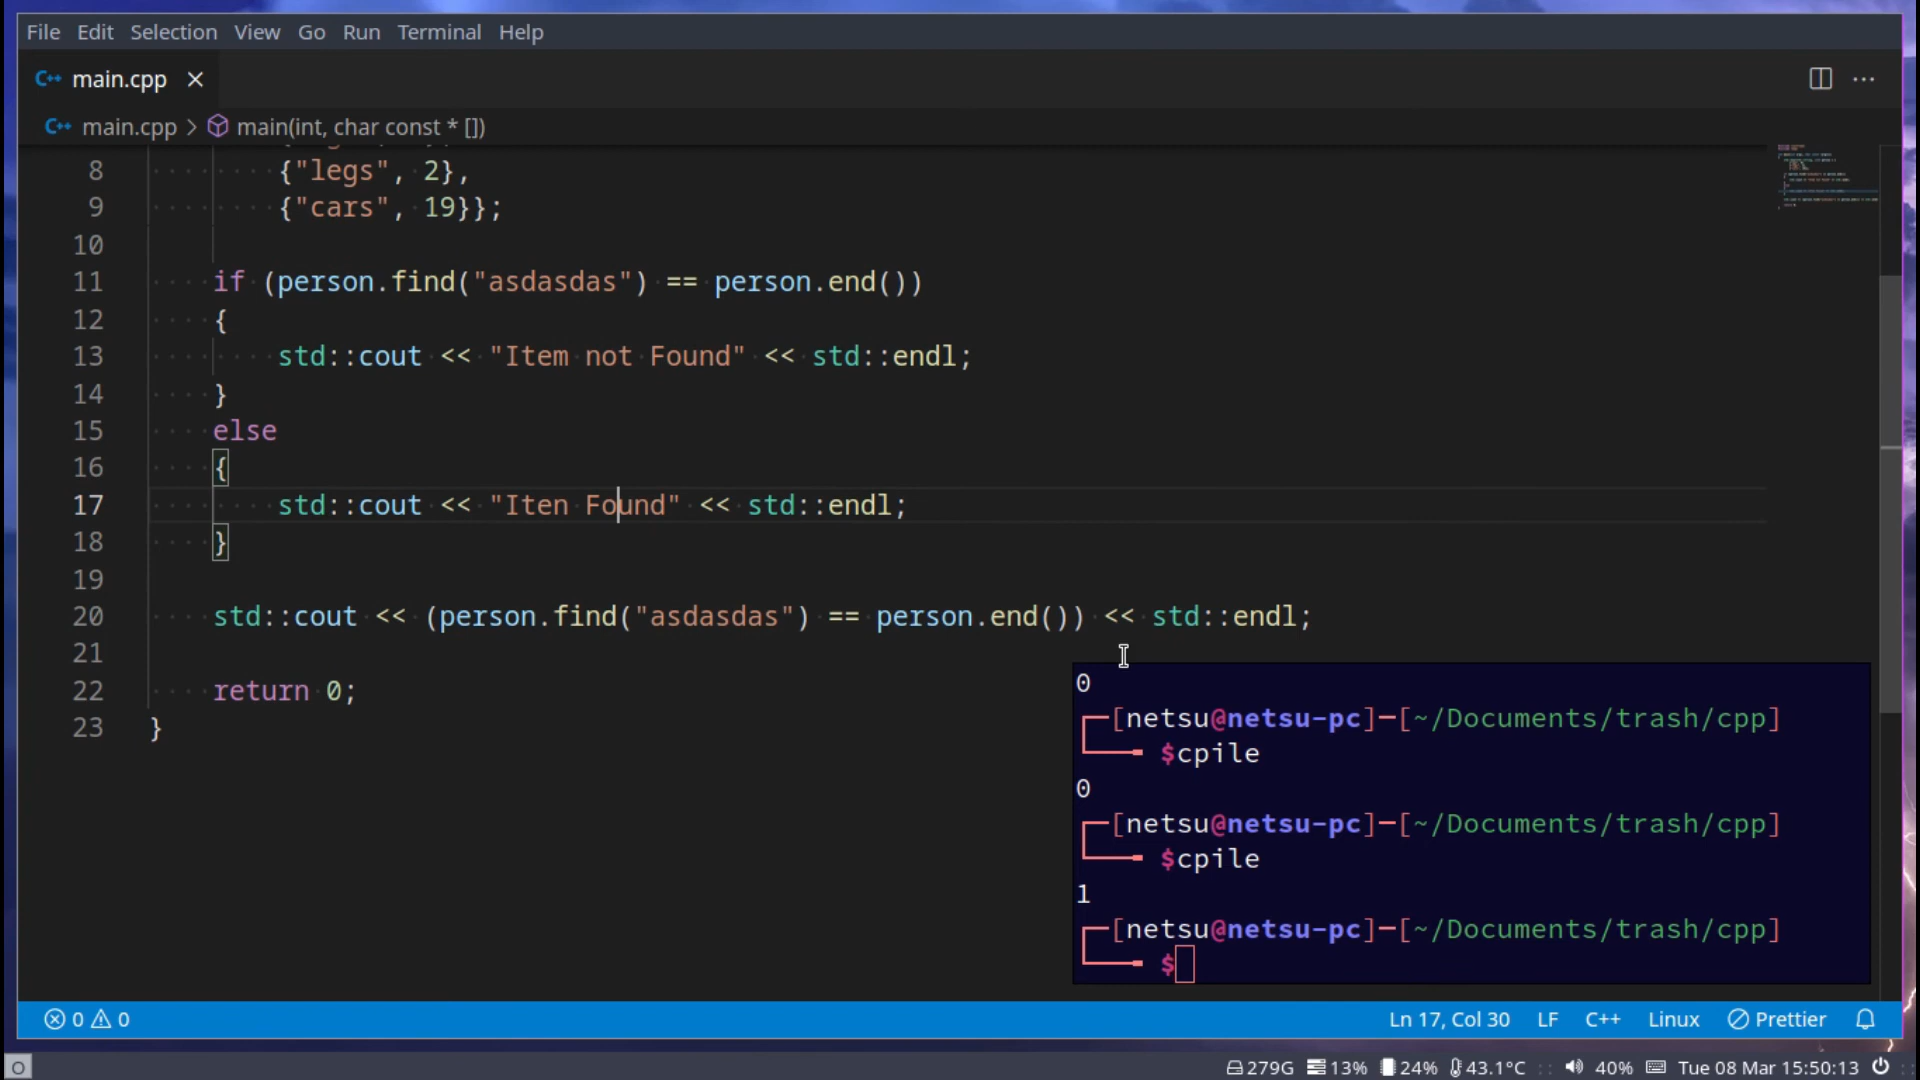 File Edit Selection View Go Run Terminal Help
C++ main.cpp
C++ main.cpp > main(int, char const * [])
8 {"legs", 2},
9 {"cars", 19}};
10
11 if (person.find("asdasdas") == person.end())
12 {
13 std::cout << "Item not Found" << std::endl;
14 }
15 else
16 {
17 std::cout << "Iten Found" << std::endl;
18 }
19
20 std::cout << (person.find("asdasdas") == person.end()) << std::endl;
21
22 return 0;
23 }
0
[netsu@netsu-pc]-[~/Documents/trash/cpp]
$cpile
0
[netsu@netsu-pc]-[~/Documents/trash/cpp]
$cpile
1
[netsu@netsu-pc]-[~/Documents/trash/cpp]
$
0 0 Ln 17, Col 30 LF C++ Linux Prettier
279G 13% 24% 43.1°C :: 40% Tue 08 Mar 15:50:13